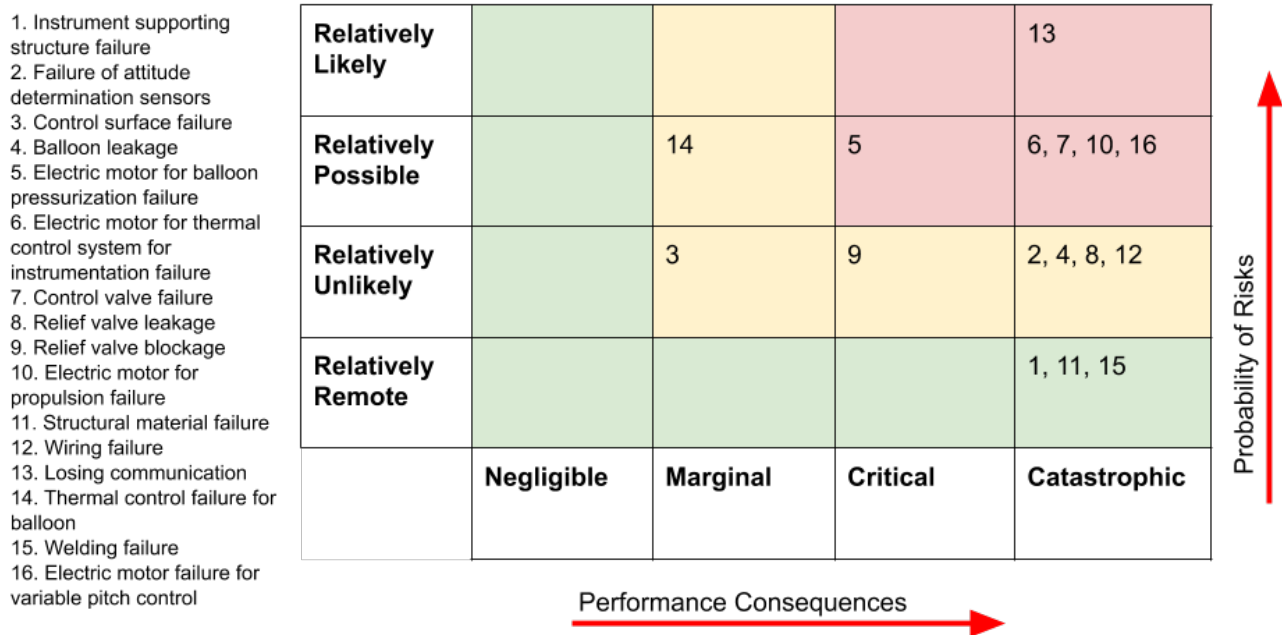 1. Instrument supporting
structure failure
2. Failure of attitude
determination sensors
3. Control surface failure
4. Balloon leakage
5. Electric motor for balloon
pressurization failure
6. Electric motor for thermal
control system for
instrumentation failure
7. Control valve failure
8. Relief valve leakage
9. Relief valve blockage
10. Electric motor for
propulsion failure
11. Structural material failure
12. Wiring failure
13. Losing communication
14. Thermal control failure for
balloon
15. Welding failure
16. Electric motor failure for
variable pitch control
Relatively
Likely
13
Relatively
Possible
14
5
6, 7, 10, 16
Relatively
Unlikely
3
9
2, 4, 8, 12
Relatively
Remote
1, 11, 15
Negligible
Marginal
Critical
Catastrophic
Performance Consequences
Probability of Risks